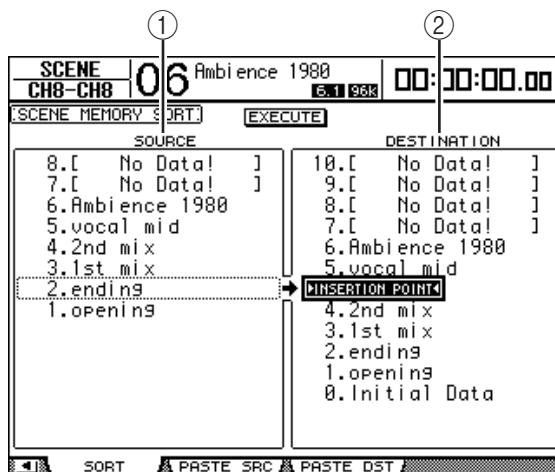 ① ②
SCENE
CH8-CH8
06 Ambience 1980
6.1 96k
00:00:00.00
SCENE MEMORY SORT
EXECUTE
SOURCE
8.[ No Data! ]
7.[ No Data! ]
6.Ambience 1980
5.vocal mid
4.2nd mix
3.1st mix
2.ending
1.opening
DESTINATION
10.[ No Data! ]
9.[ No Data! ]
8.[ No Data! ]
7.[ No Data! ]
6.Ambience 1980
5.vocal mid
INSERTION POINT
4.2nd mix
3.1st mix
2.ending
1.opening
0.Initial Data
SORT PASTE SRC PASTE DST